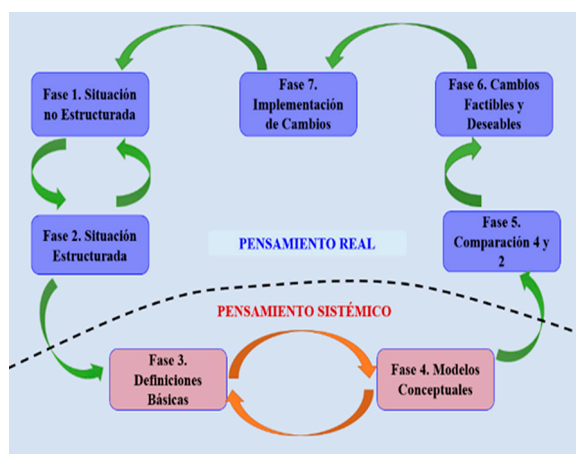 Fase 1. Situación
no Estructurada
Fase 7.
Implementación
de Cambios
Fase 6. Cambios
Factibles y
Deseables
Fase 2. Situación
Estructurada
PENSAMIENTO REAL
Fase 5.
Comparación 4 y
2
PENSAMIENTO SISTÉMICO
Fase 3.
Definiciones
Básicas
Fase 4. Modelos
Conceptuales